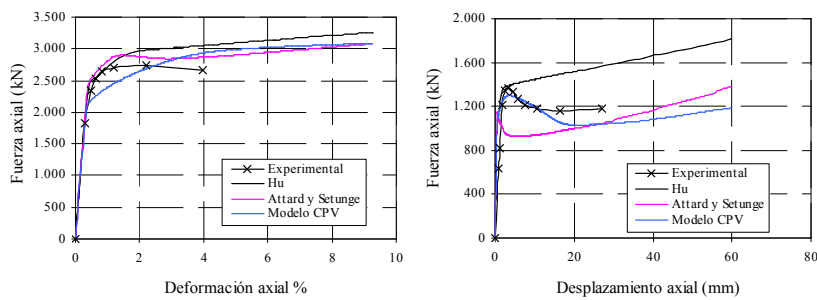 Fuerza axial (kN)
3.500
3.000
2.500
2.000
1.500
1.000
500
0
0
2
4
6
8
10
Deformación axial %
Experimental
Hu
Attard y Setunge
Modelo CPV
Fuerza axial (kN)
1.800
1.600
1.200
800
400
0
0
20
40
60
80
Desplazamiento axial (mm)
Experimental
Hu
Attard y Setunge
Modelo CPV